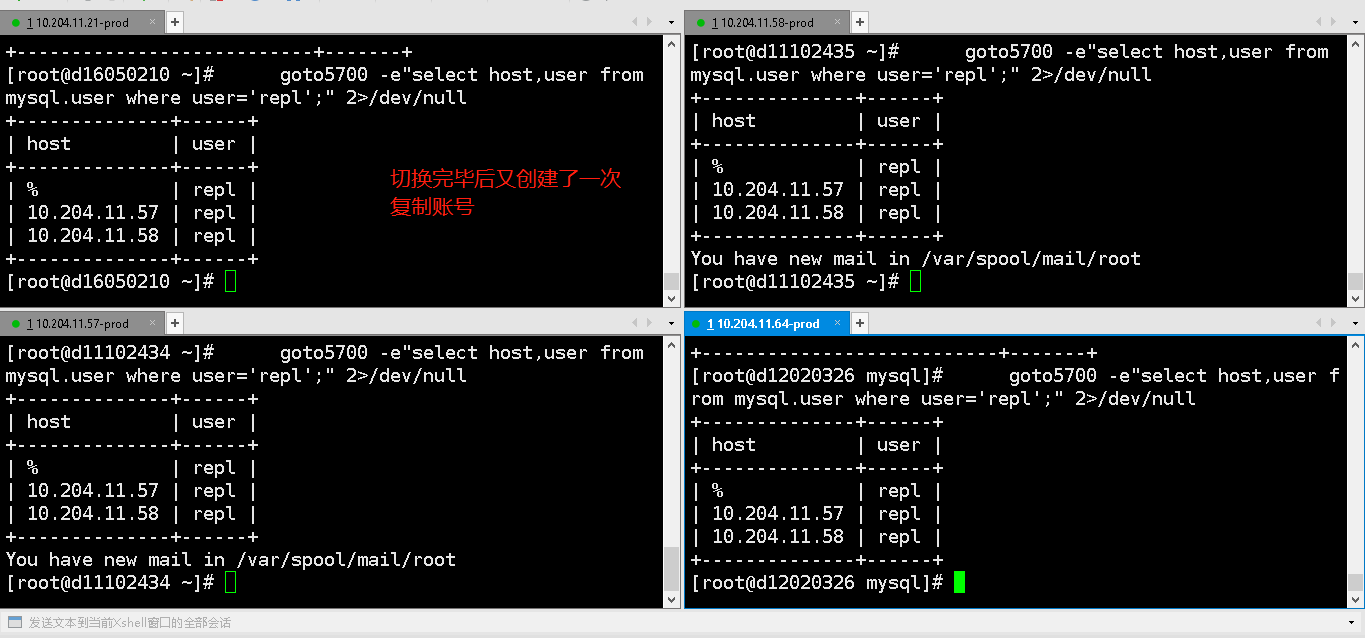 1 10.204.11.21-prod × +
+----------------------------+-------+
[root@d16050210 ~]#      goto5700 -e"select host,user from
mysql.user where user='repl';" 2>/dev/null
+--------------+------+
| host         | user |
+--------------+------+
| %            | repl |
| 10.204.11.57 | repl |
| 10.204.11.58 | repl |
+--------------+------+
[root@d16050210 ~]#
切换完毕后又创建了一次
复制账号
1 10.204.11.58-prod × +
[root@d11102435 ~]#      goto5700 -e"select host,user from
mysql.user where user='repl';" 2>/dev/null
+--------------+------+
| host         | user |
+--------------+------+
| %            | repl |
| 10.204.11.57 | repl |
| 10.204.11.58 | repl |
+--------------+------+
You have new mail in /var/spool/mail/root
[root@d11102435 ~]#
1 10.204.11.57-prod × +
[root@d11102434 ~]#      goto5700 -e"select host,user from
mysql.user where user='repl';" 2>/dev/null
+--------------+------+
| host         | user |
+--------------+------+
| %            | repl |
| 10.204.11.57 | repl |
| 10.204.11.58 | repl |
+--------------+------+
You have new mail in /var/spool/mail/root
[root@d11102434 ~]#
1 10.204.11.64-prod × +
+----------------------------+-------+
[root@d12020326 mysql]#      goto5700 -e"select host,user f
rom mysql.user where user='repl';" 2>/dev/null
+--------------+------+
| host         | user |
+--------------+------+
| %            | repl |
| 10.204.11.57 | repl |
| 10.204.11.58 | repl |
+--------------+------+
[root@d12020326 mysql]#
发送文本到当前Xshell窗口的全部会话